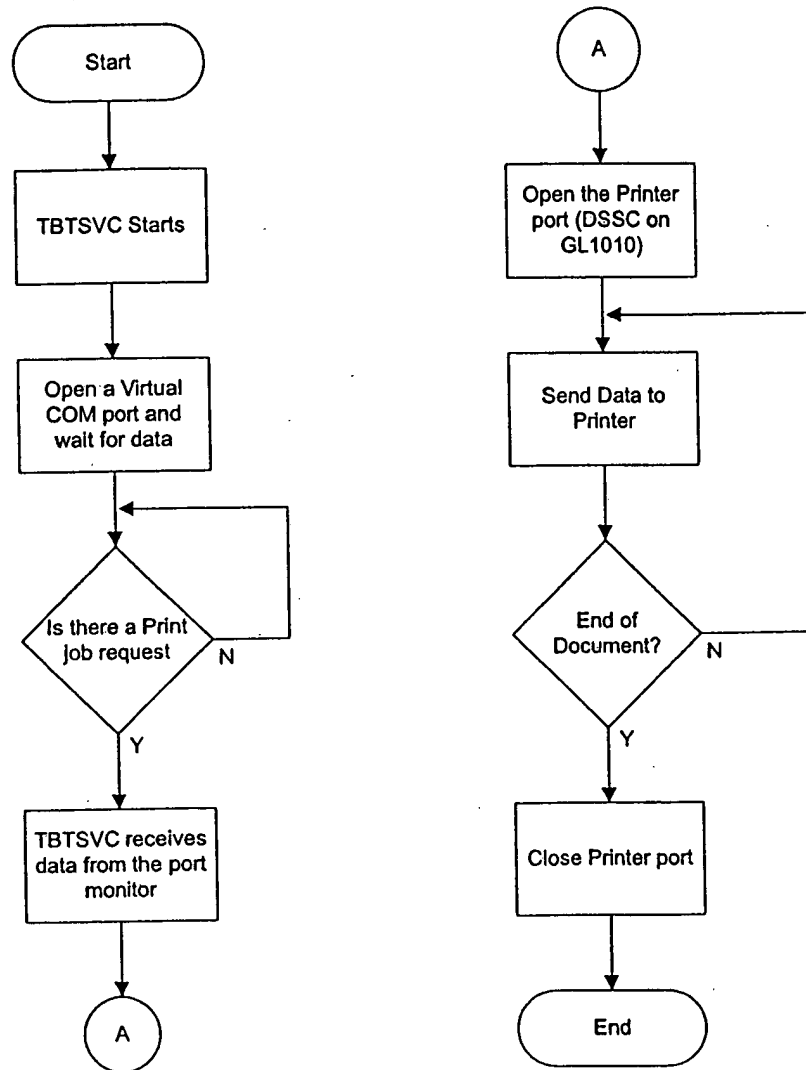 Start
TBTSVC Starts
Open a Virtual
COM port and
wait for data
Is there a Print
job request
N
Y
TBTSVC receives
data from the port
monitor
A
A
Open the Printer
port (DSSC on
GL1010)
Send Data to
Printer
End of
Document?
N
Y
Close Printer port
End